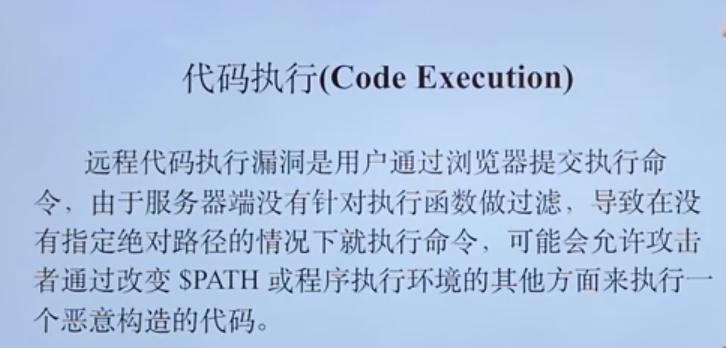 代码执行(Code Execution)
远程代码执行漏洞是用户通过浏览器提交执行命
令，由于服务器端没有针对执行函数做过滤，导致在没
有指定绝对路径的情况下就执行命令，可能会允许攻击
者通过改变 $PATH 或程序执行环境的其他方面来执行一
个恶意构造的代码。